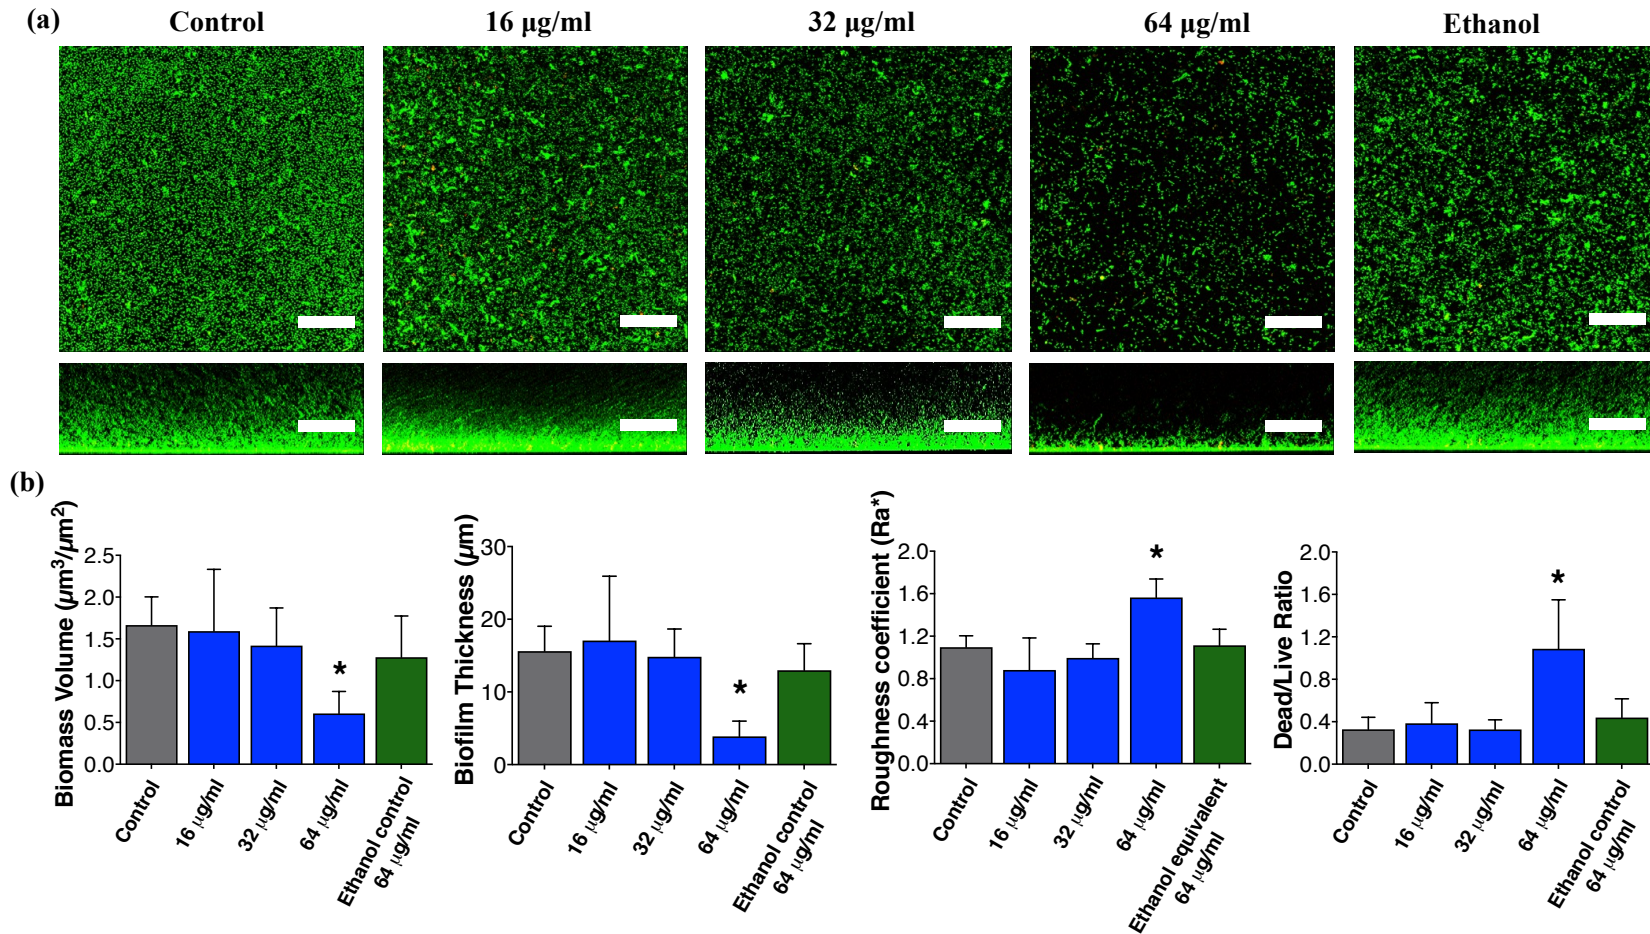 (a)
Control
16 μg/ml
32 μg/ml
64 μg/ml
Ethanol
(b)
Biomass Volume (μm³/μm²)
2.5
2.0
1.5
1.0
0.5
0.0
*
Control
16 μg/ml
32 μg/ml
64 μg/ml
Ethanol control
64 μg/ml
Biofilm Thickness (μm)
30
20
10
0
*
Control
16 μg/ml
32 μg/ml
64 μg/ml
Ethanol control
64 μg/ml
Roughness coefficient (Ra*)
2.0
1.6
1.2
0.8
0.4
0.0
*
Control
16 μg/ml
32 μg/ml
64 μg/ml
Ethanol equivalent
64 μg/ml
Dead/Live Ratio
2.0
1.6
1.2
0.8
0.4
0.0
*
Control
16 μg/ml
32 μg/ml
64 μg/ml
Ethanol control
64 μg/ml